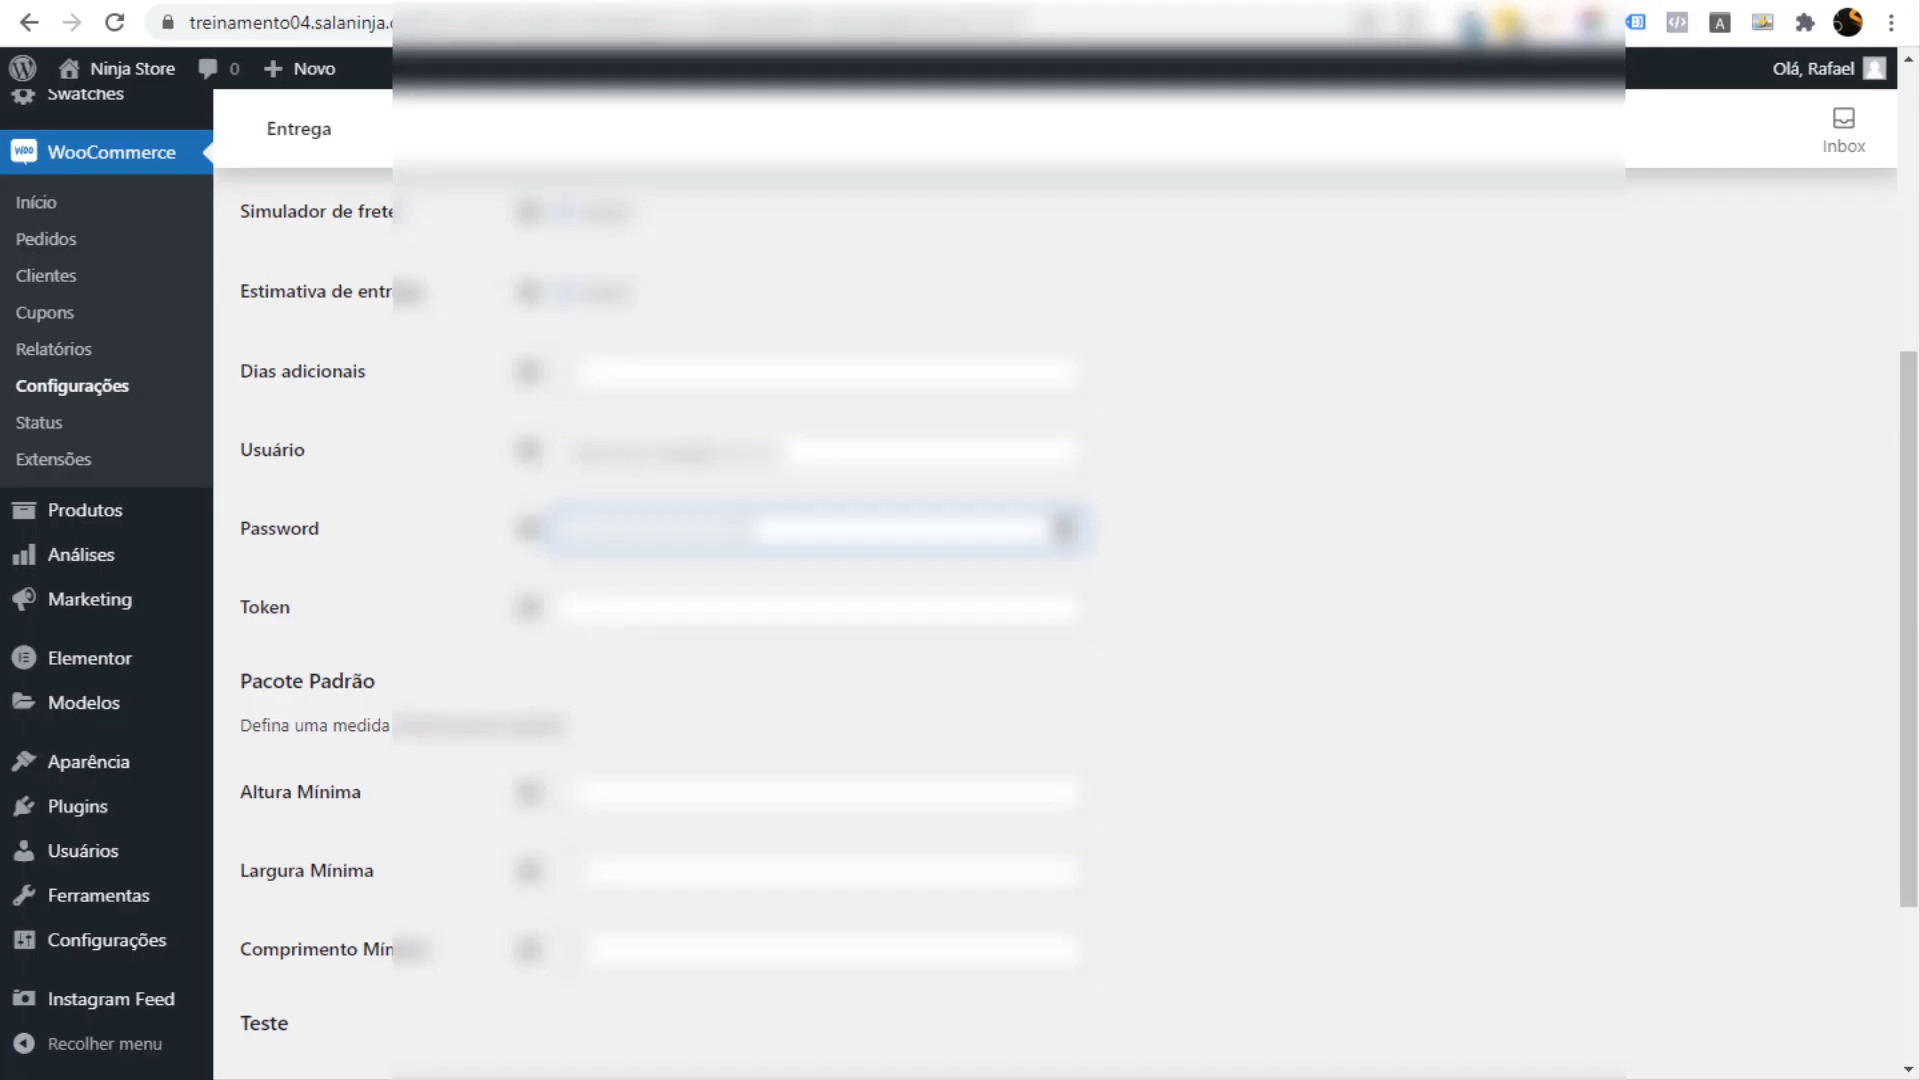 treinamento04.salaninja.
Ninja Store
0
Novo
Olá, Rafael
Swatches
WooCommerce
Início
Pedidos
Clientes
Cupons
Relatórios
Configurações
Status
Extensões
Produtos
Análises
Marketing
Elementor
Modelos
Aparência
Plugins
Usuários
Ferramentas
Configurações
Instagram Feed
Recolher menu
Entrega
Inbox
Simulador de frete
Estimativa de entr
Dias adicionais
Usuário
Password
Token
Pacote Padrão
Defina uma medida
Altura Mínima
Largura Mínima
Comprimento Mín
Teste